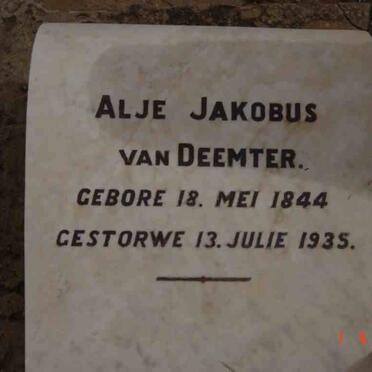 ALJE JAKOBUS
VAN DEEMTER.
GEBORE 18. MEI 1844
GESTORWE 13. JULIE 1935.